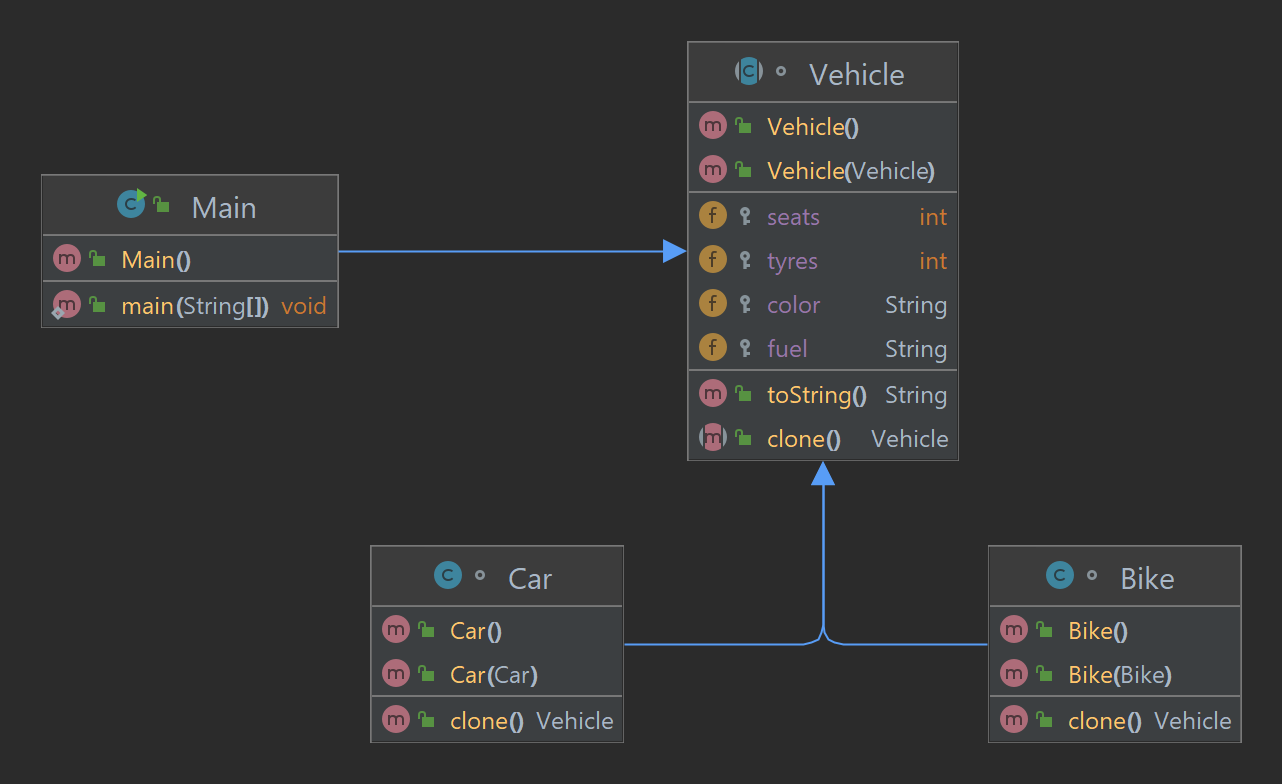 Main
Main()
main(String[]) void
Vehicle
Vehicle()
Vehicle(Vehicle)
seats int
tyres int
color String
fuel String
toString() String
clone() Vehicle
Car
Car()
Car(Car)
clone() Vehicle
Bike
Bike()
Bike(Bike)
clone() Vehicle